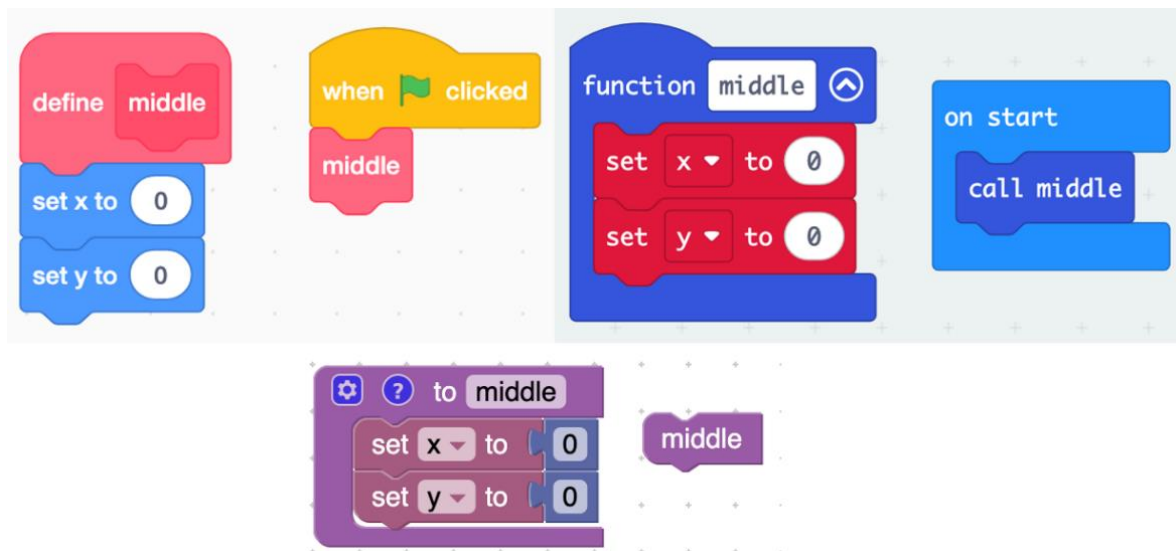 define middle
set x to 0
set y to 0
when clicked
middle
function middle
set x to 0
set y to 0
on start
call middle
? to middle
set x to 0
set y to 0
middle